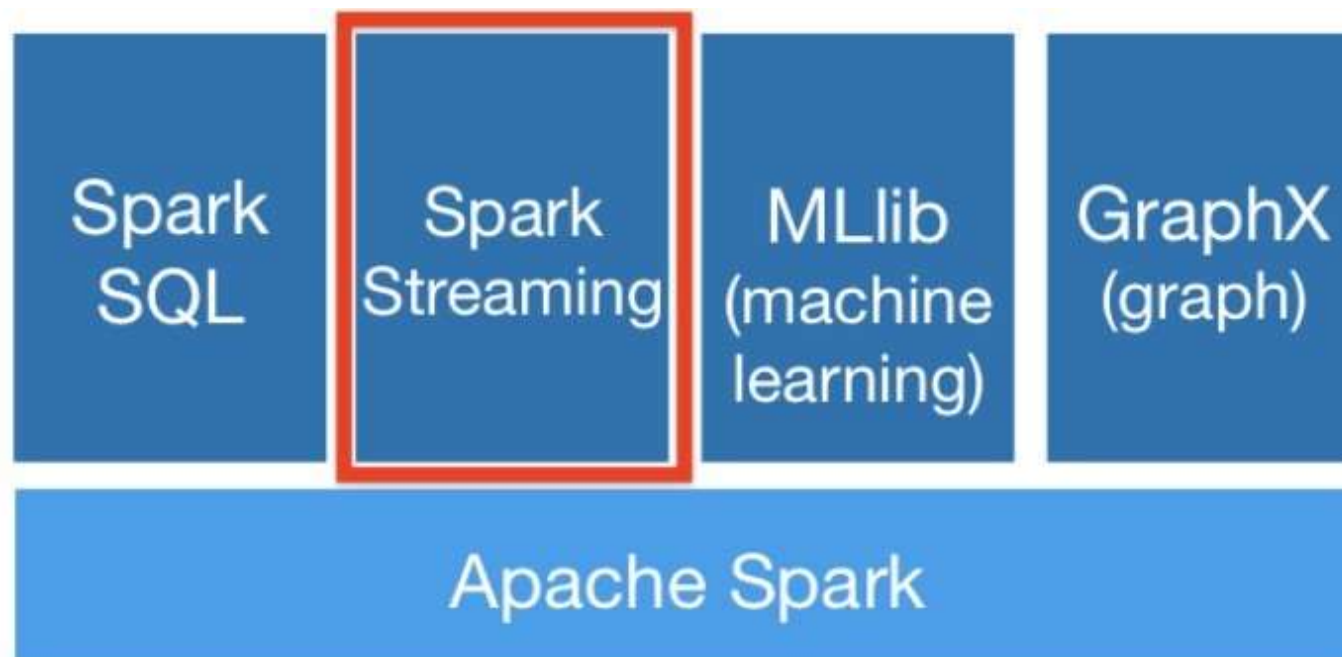 Spark
SQL
Spark
Streaming
MLlib
(machine
learning)
GraphX
(graph)
Apache Spark